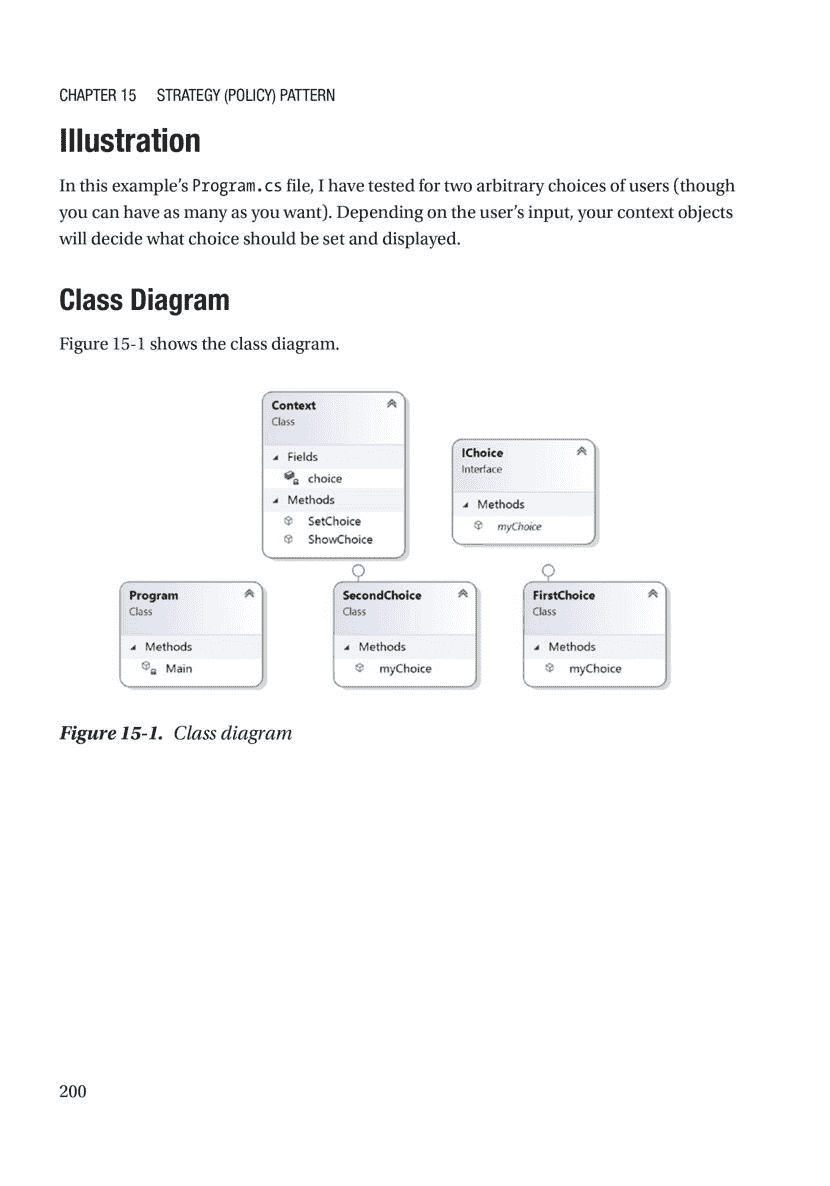 CHAPTER 15 STRATEGY (POLICY) PATTERN
Illustration
In this example’s Program.cs file, I have tested for two arbitrary choices of users (though
you can have as many as you want). Depending on the user’s input, your context objects
will decide what choice should be set and displayed.
Class Diagram
Figure 15-1 shows the class diagram.
Context
Class
Fields
choice
Methods
SetChoice
ShowChoice
IChoice
Interface
Methods
myChoice
Program
Class
Methods
Main
SecondChoice
Class
Methods
myChoice
FirstChoice
Class
Methods
myChoice
Figure 15-1. Class diagram
200